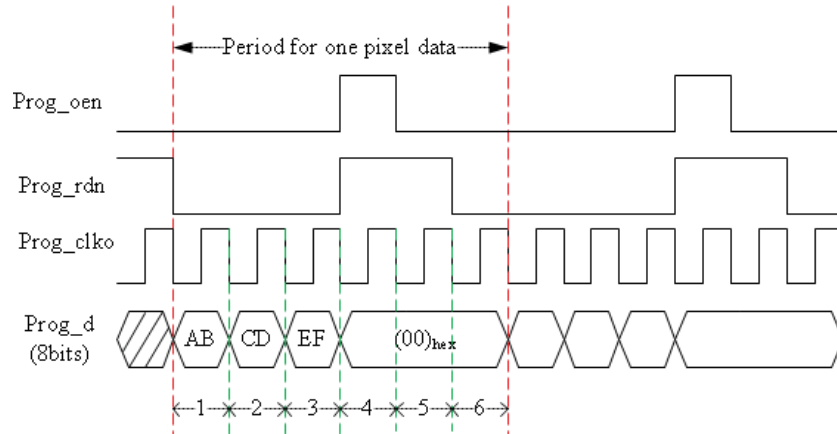 Period for one pixel data
Prog_oen
Prog_rdn
Prog_clko
Prog_d
(8bits)
AB CD EF (00)hex
1 2 3 4 5 6